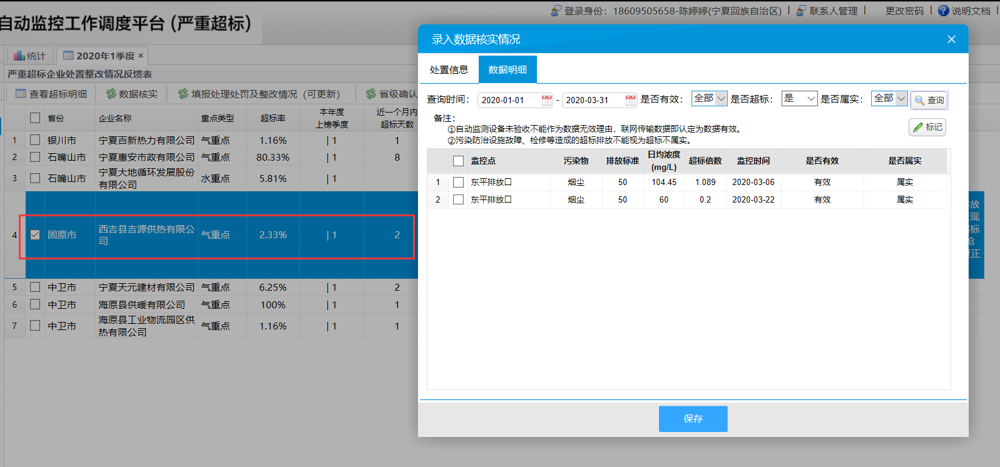 登录身份：18609505658-陈婷婷(宁夏回族自治区) | 联系人管理 | 更改密码 | 说明文档 |
自动监控工作调度平台 (严重超标)
统计
2020年1季度 ×
严重超标企业处置整改情况反馈表
查看超标明细 数据核实 填报处理处罚及整改情况（可更新） 省级确认
省份 企业名称 重点类型 超标率 本年度 上榜季度 近一个月内 超标天数
1 银川市 宁夏百新热力有限公司 气重点 1.16% | 1 1
2 石嘴山市 宁夏惠安市政有限公司 气重点 80.33% | 1 8
3 石嘴山市 宁夏大地循环发展股份 有限公司 水重点 5.81% | 1
4 固原市 西吉县吉源供热有限公 司 气重点 2.33% | 1 2
5 中卫市 宁夏天元建材有限公司 气重点 6.25% | 1 2
6 中卫市 海原县供暖有限公司 气重点 100% | 1 1
7 中卫市 海原县工业物流园区供 热有限公司 气重点 1.16% | 1 1
录入数据核实情况
处置信息 数据明细
查询时间： 2020-01-01 - 2020-03-31 是否有效： 全部 是否超标： 是 是否属实： 全部 查询
备注：
①自动监测设备未验收不能作为数据无效理由，联网传输数据即认定为数据有效。
②污染防治设施故障、检修等造成的超标排放不能视为超标不属实。
标记
监控点 污染物 排放标准 日均浓度 (mg/L) 超标倍数 监控时间 是否有效 是否属实
1 东平排放口 烟尘 50 104.45 1.089 2020-03-06 有效 属实
2 东平排放口 烟尘 50 60 0.2 2020-03-22 有效 属实
保存